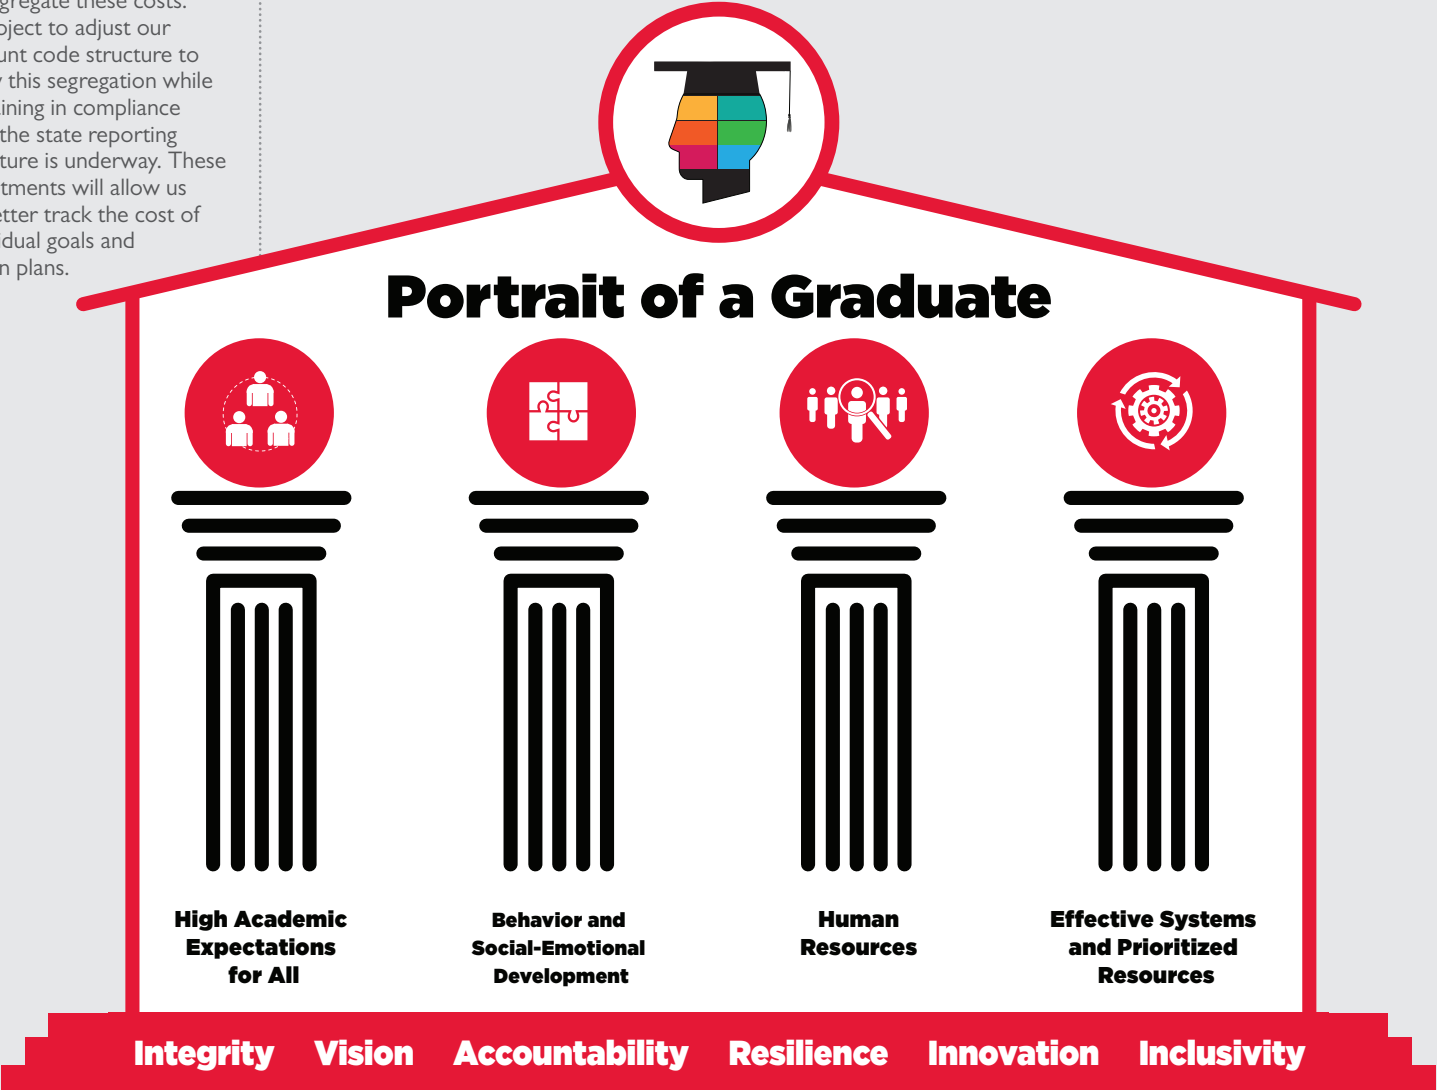 gregate these costs.
oject to adjust our
unt code structure to
this segregation while
ining in compliance
the state reporting
ture is underway. These
tments will allow us
etter track the cost of
idual goals and
n plans.
Portrait of a Graduate
High Academic
Expectations
for All
Behavior and
Social-Emotional
Development
Human
Resources
Effective Systems
and Prioritized
Resources
Integrity Vision Accountability Resilience Innovation Inclusivity